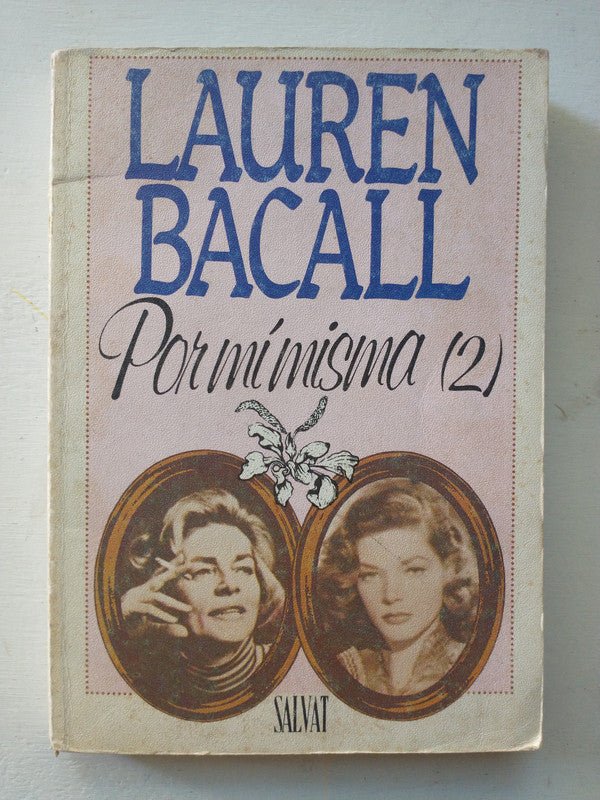 LAUREN
BACALL
Por mí misma (2)
SALVAT